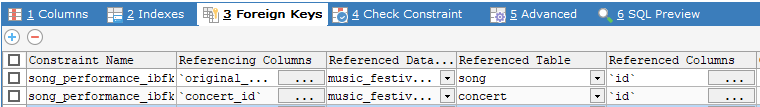 1 Columns 2 Indexes 3 Foreign Keys 4 Check Constraint 5 Advanced 6 SQL Preview
Constraint Name Referencing Columns Referenced Data... Referenced Table Referenced Columns
song_performance_ibfk `original_... ... music_festiv... song `id` ...
song_performance_ibfk `concert_id` ... music_festiv... concert `id` ...